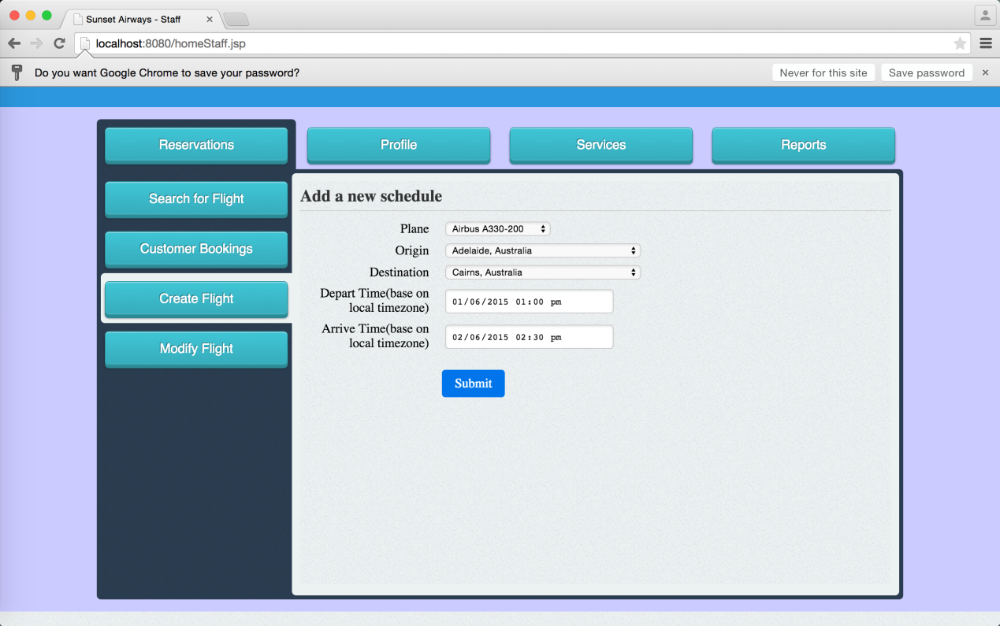 Sunset Airways - Staff
localhost:8080/homeStaff.jsp
Do you want Google Chrome to save your password?
Never for this site
Save password
Reservations
Profile
Services
Reports
Search for Flight
Customer Bookings
Create Flight
Modify Flight
Add a new schedule
Plane
Airbus A330-200
Origin
Adelaide, Australia
Destination
Cairns, Australia
Depart Time(base on
local timezone)
01/06/2015 01:00 pm
Arrive Time(base on
local timezone)
02/06/2015 02:30 pm
Submit